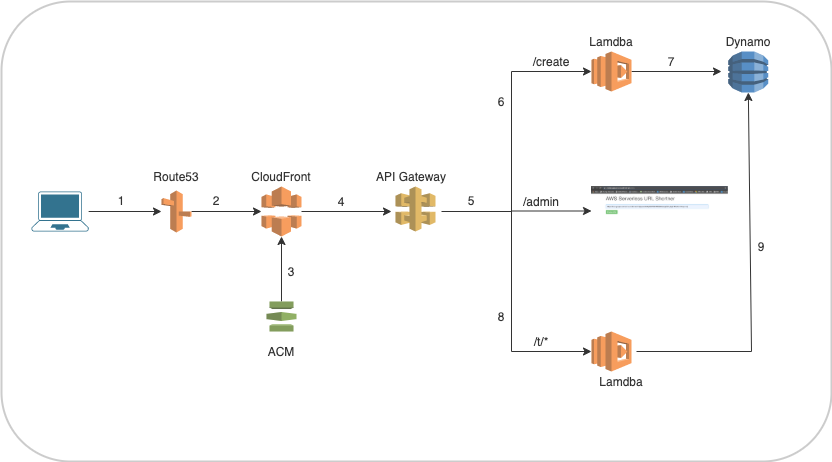 Lamdba
Dynamo
/create
7
6
Route53
CloudFront
API Gateway
1
2
4
5
/admin
AWS Serverless URL Shortner
9
3
8
/t/*
ACM
Lamdba